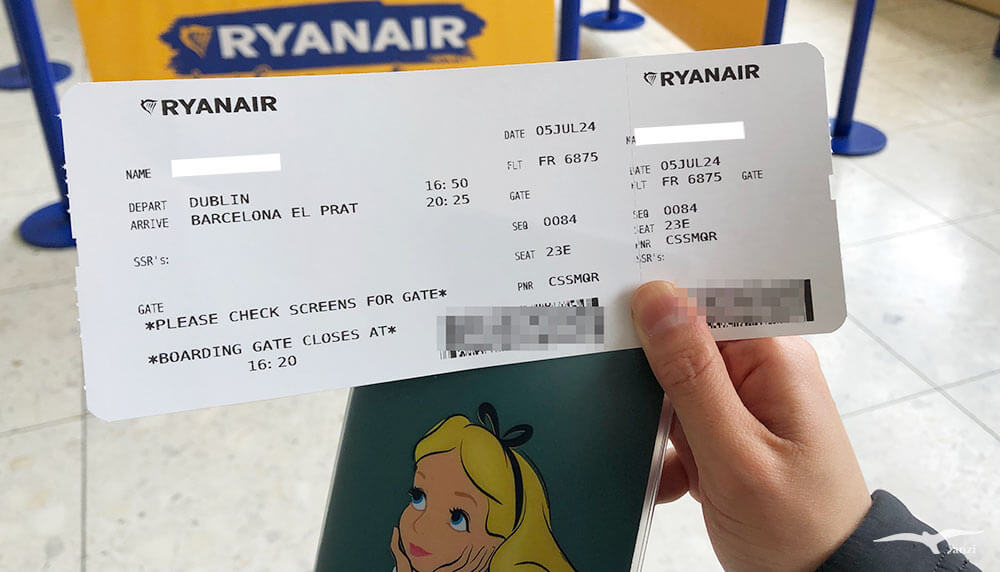 RYANAIR
RYANAIR
NAME
DEPART DUBLIN 16:50
ARRIVE BARCELONA EL PRAT 20:25
SSR's:
GATE
*PLEASE CHECK SCREENS FOR GATE*
*BOARDING GATE CLOSES AT*
16:20
DATE 05JUL24
FLT FR 6875
GATE
SEQ 0084
SEAT 23E
PNR CSSMQR
RYANAIR
NA
DATE 05JUL24
FLT FR 6875 GATE
SEQ 0084
SEAT 23E
PNR CSSMQR
SSR's: